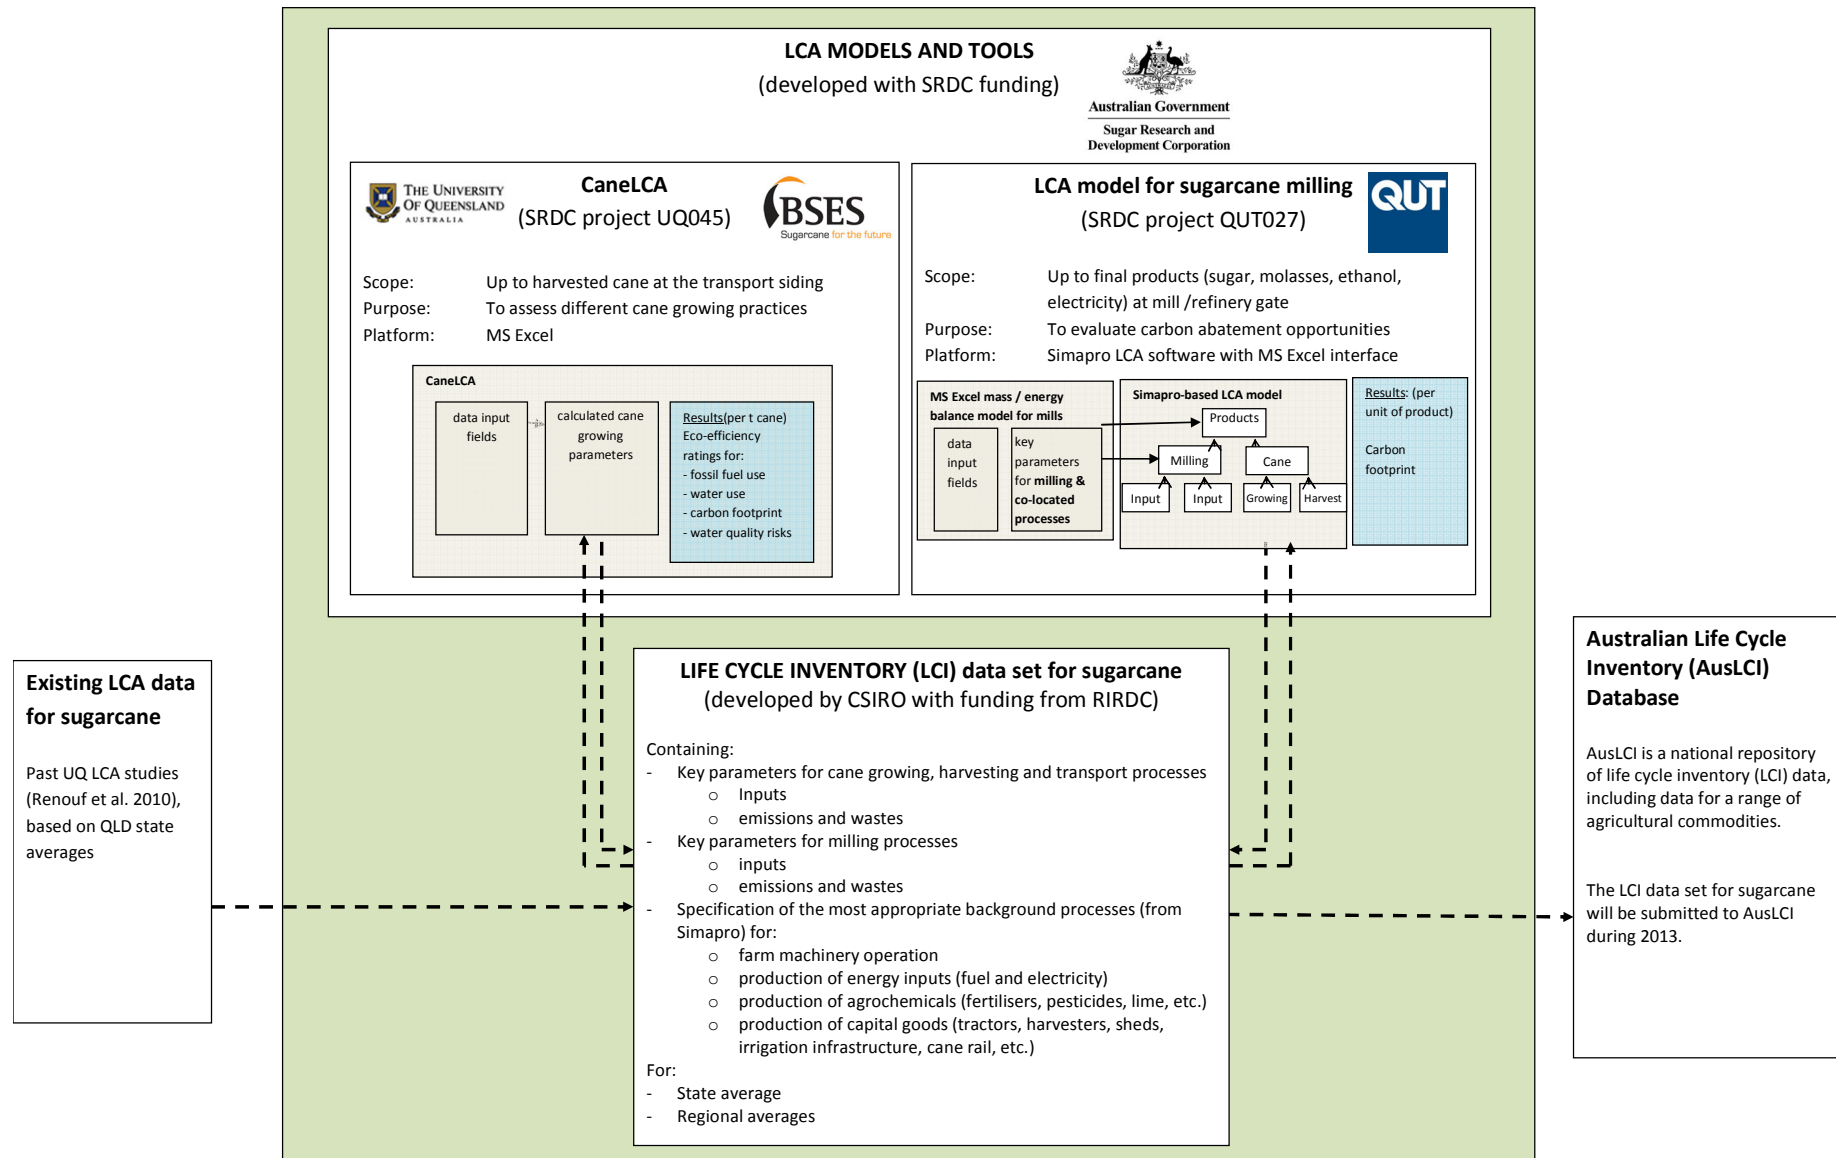 LCA MODELS AND TOOLS
(developed with SRDC funding)
Australian Government
Sugar Research and
Development Corporation
THE UNIVERSITY
OF QUEENSLAND
AUSTRALIA
CaneLCA
(SRDC project UQ045)
BSES
Sugarcane for the future
Scope: Up to harvested cane at the transport siding
Purpose: To assess different cane growing practices
Platform: MS Excel
CaneLCA
data input
fields
calculated cane
growing
parameters
Results(per t cane)
Eco-efficiency
ratings for:
- fossil fuel use
- water use
- carbon footprint
- water quality risks
LCA model for sugarcane milling
(SRDC project QUT027)
QUT
Scope: Up to final products (sugar, molasses, ethanol,
electricity) at mill /refinery gate
Purpose: To evaluate carbon abatement opportunities
Platform: Simapro LCA software with MS Excel interface
MS Excel mass / energy
balance model for mills
data
input
fields
key
parameters
for milling &
co-located
processes
Simapro-based LCA model
Products
Milling
Cane
Input
Input
Growing
Harvest
Results: (per
unit of product)
Carbon
footprint
Existing LCA data
for sugarcane
Past UQ LCA studies
(Renouf et al. 2010),
based on QLD state
averages
LIFE CYCLE INVENTORY (LCI) data set for sugarcane
(developed by CSIRO with funding from RIRDC)
Containing:
- Key parameters for cane growing, harvesting and transport processes
o Inputs
o emissions and wastes
- Key parameters for milling processes
o inputs
o emissions and wastes
- Specification of the most appropriate background processes (from
Simapro) for:
o farm machinery operation
o production of energy inputs (fuel and electricity)
o production of agrochemicals (fertilisers, pesticides, lime, etc.)
o production of capital goods (tractors, harvesters, sheds,
irrigation infrastructure, cane rail, etc.)
For:
- State average
- Regional averages
Australian Life Cycle
Inventory (AusLCI)
Database
AusLCI is a national repository
of life cycle inventory (LCI) data,
including data for a range of
agricultural commodities.
The LCI data set for sugarcane
will be submitted to AusLCI
during 2013.